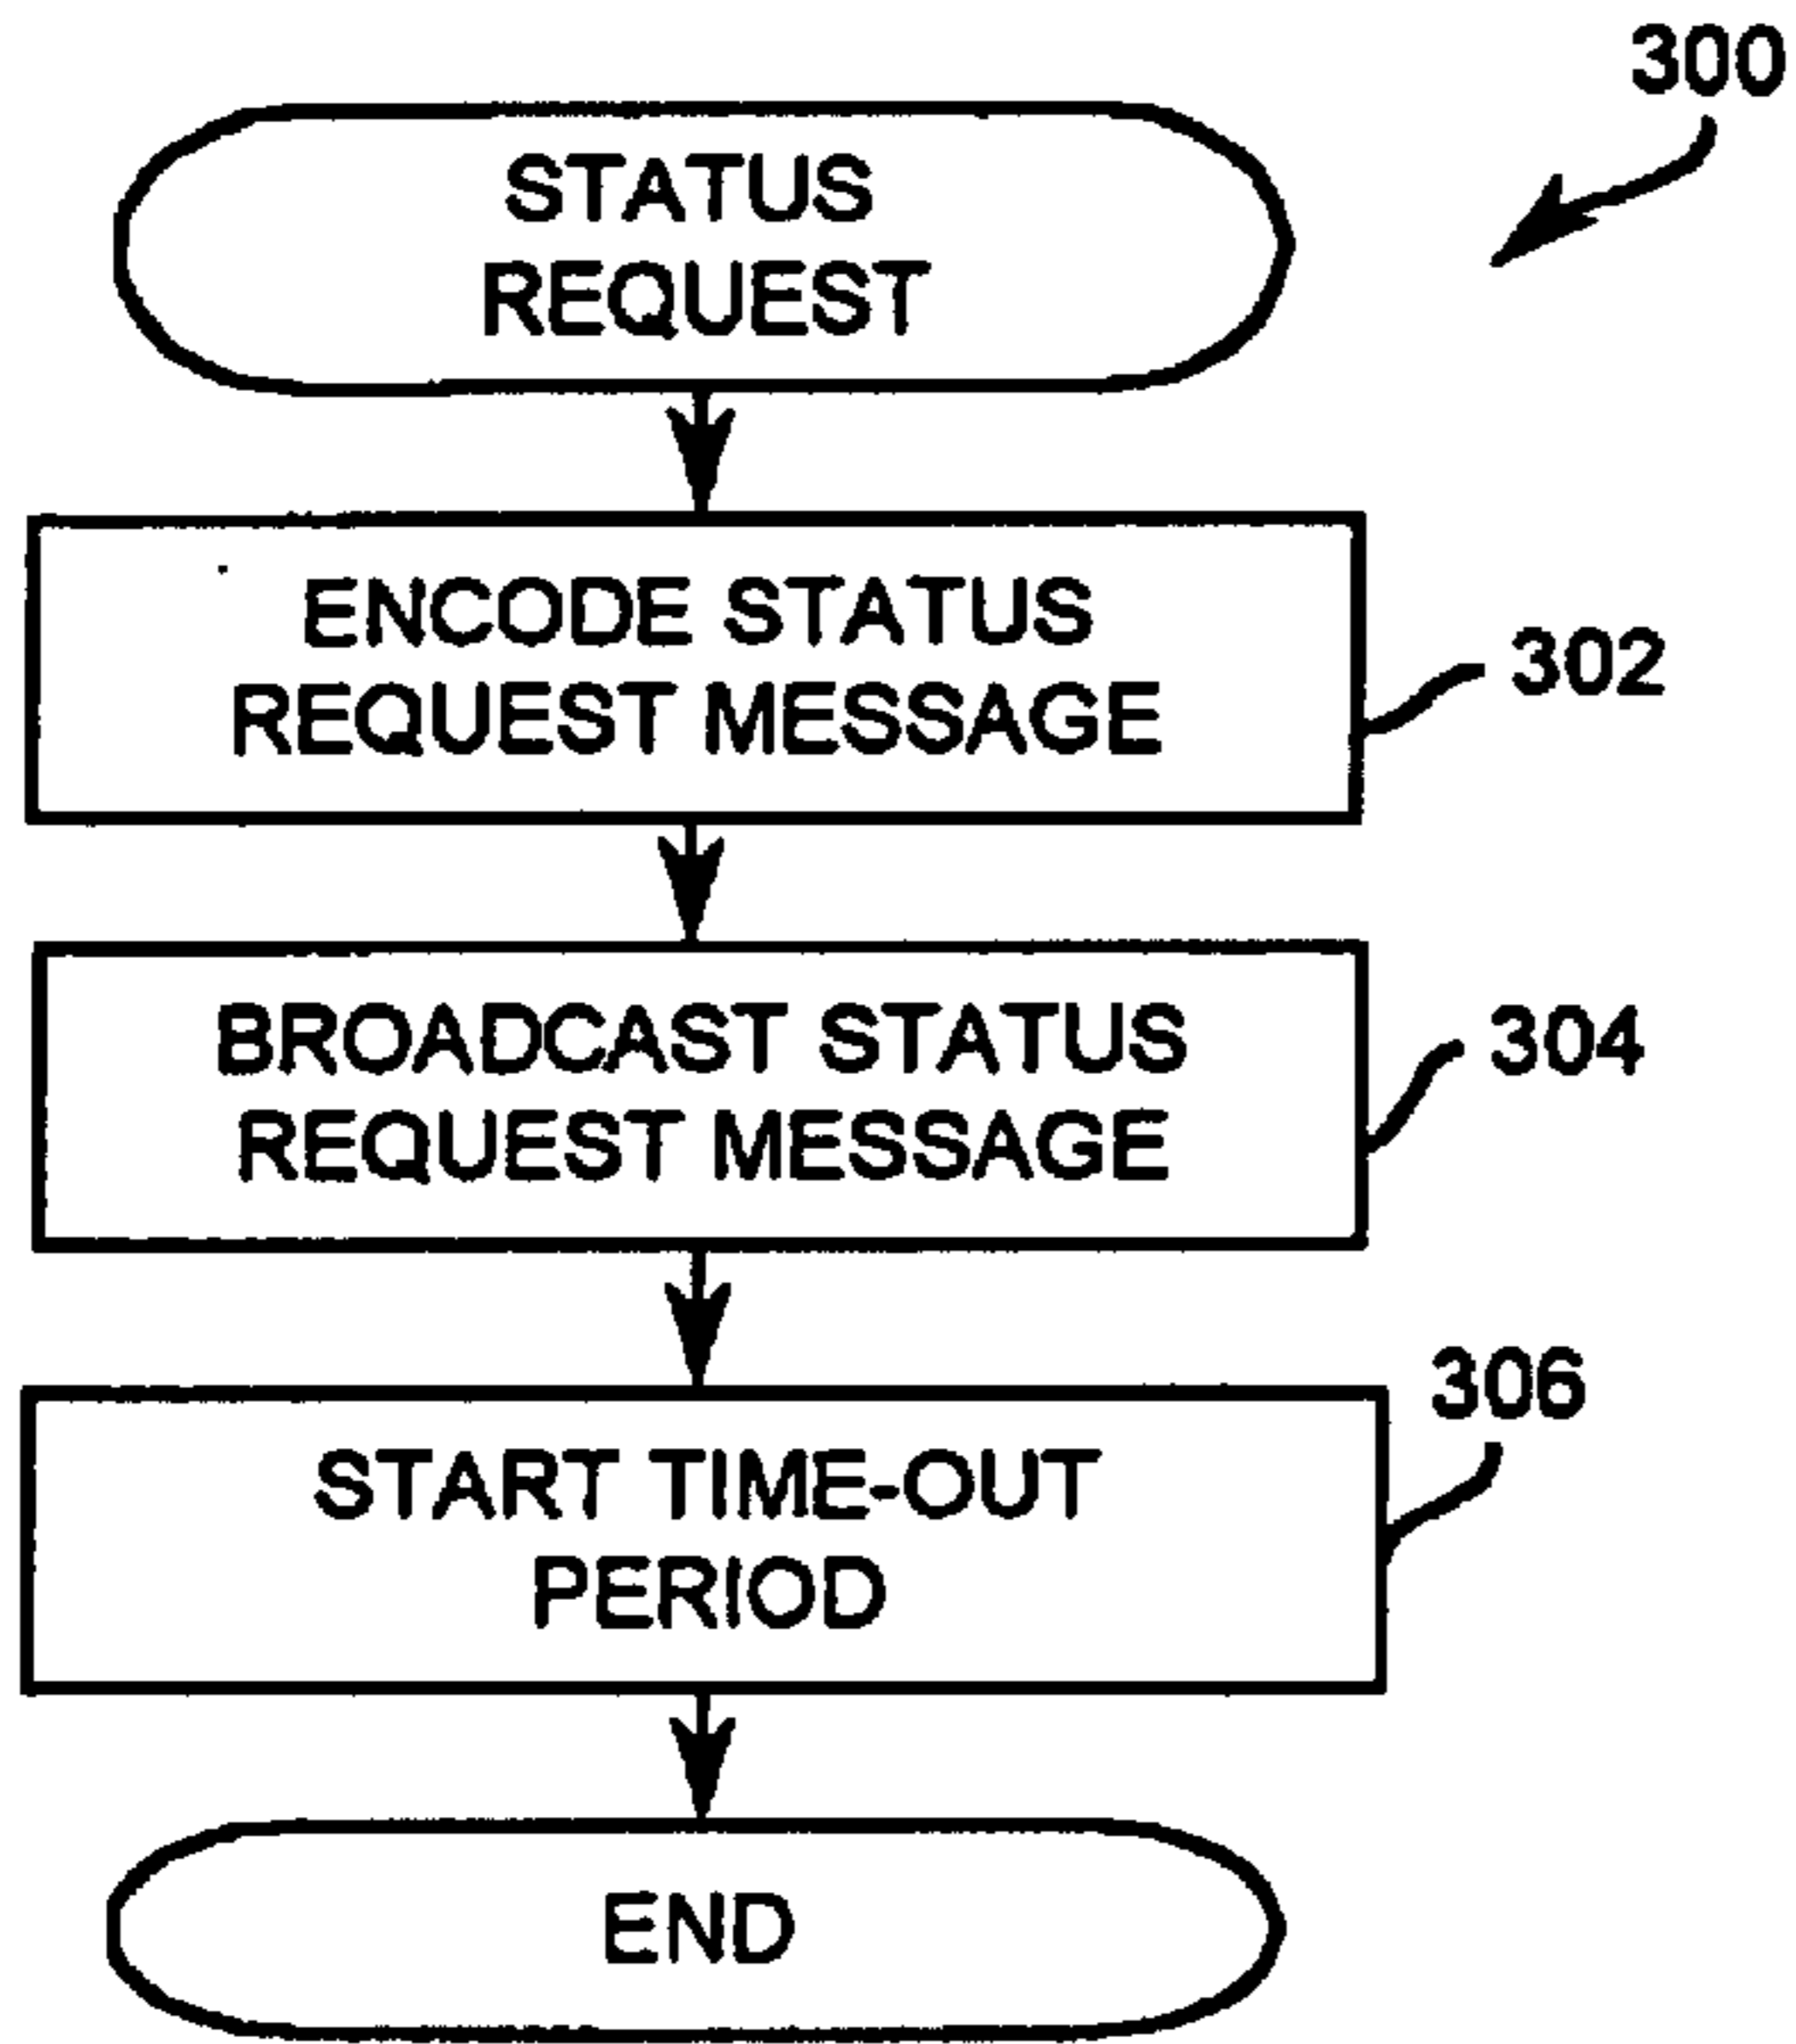 300
STATUS
REQUEST
ENCODE STATUS
REQUEST MESSAGE
302
BROADCAST STATUS
REQUEST MESSAGE
304
START TIME-OUT
PERIOD
306
END